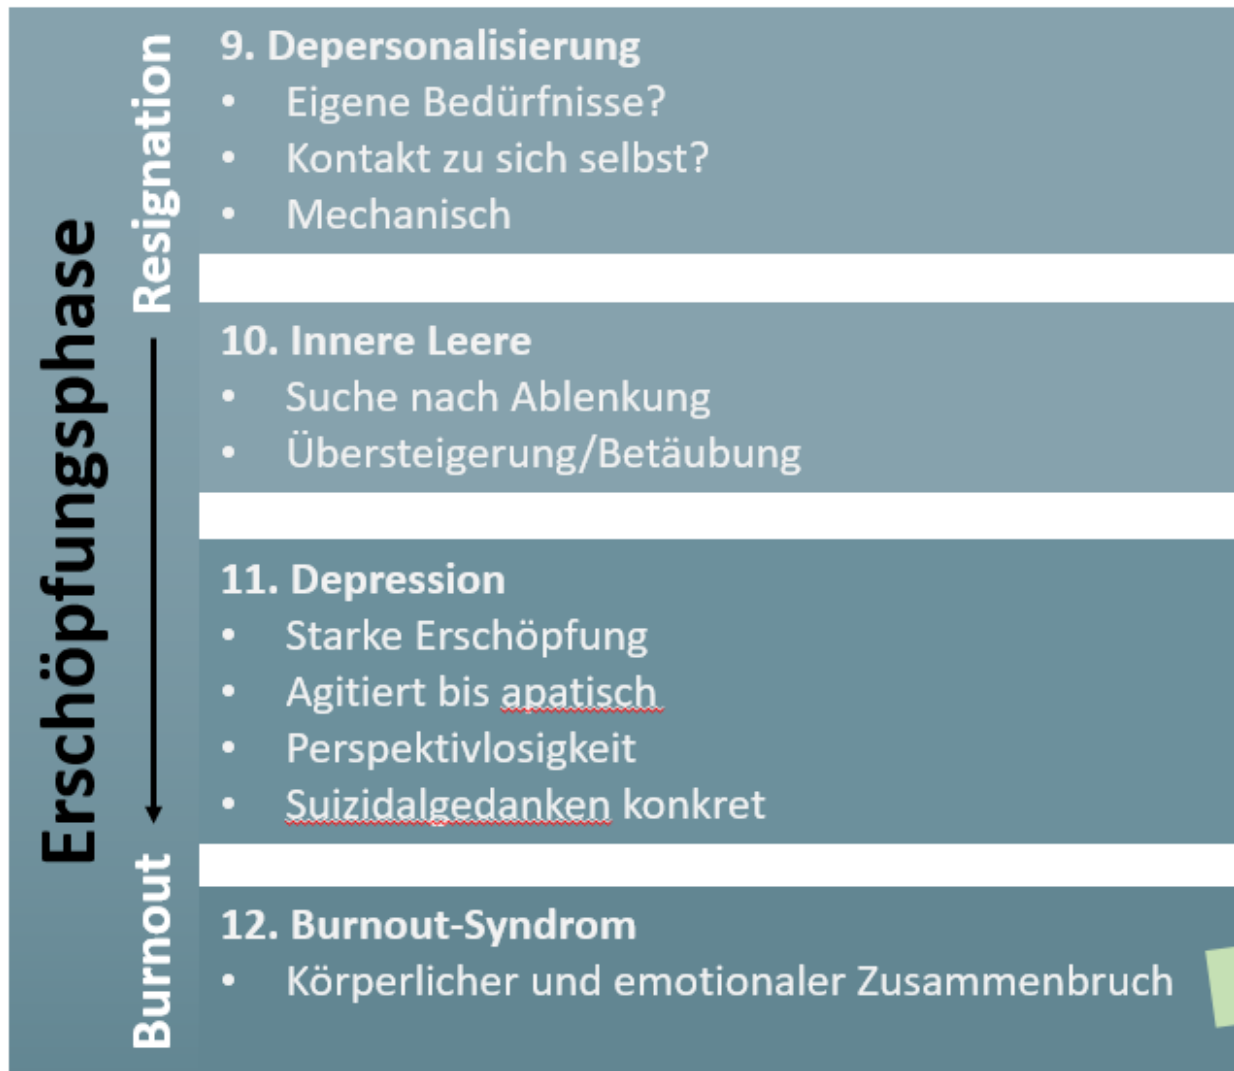 Erschöpfungsphase
Resignation
Burnout
9. Depersonalisierung
• Eigene Bedürfnisse?
• Kontakt zu sich selbst?
• Mechanisch
10. Innere Leere
• Suche nach Ablenkung
• Übersteigerung/Betäubung
11. Depression
• Starke Erschöpfung
• Agitiert bis apatisch
• Perspektivlosigkeit
• Suizidalgedanken konkret
12. Burnout-Syndrom
• Körperlicher und emotionaler Zusammenbruch